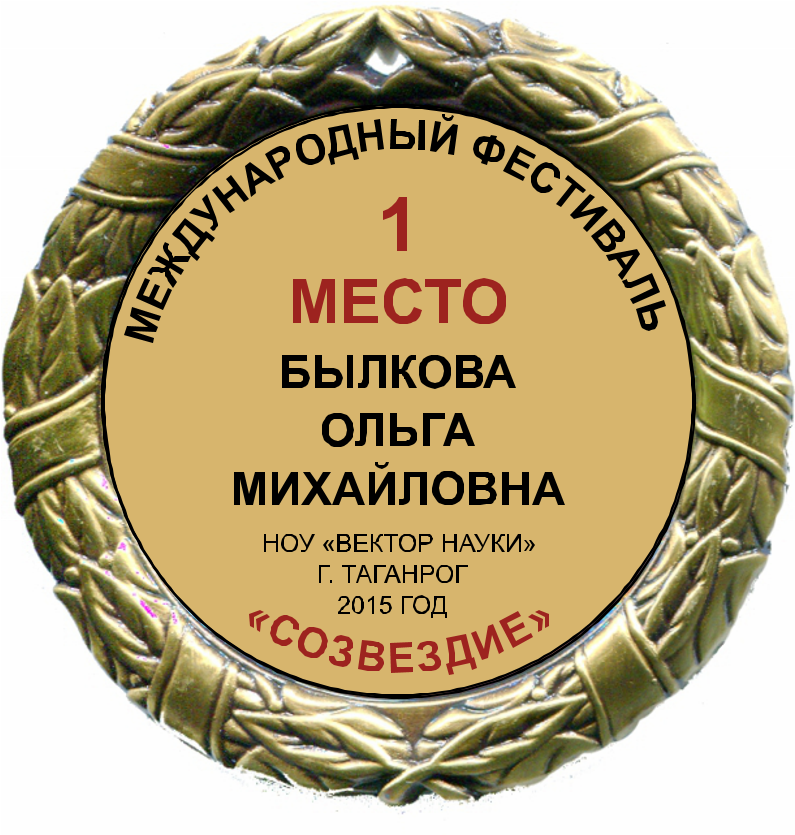 МЕЖДУНАРОДНЫЙ ФЕСТИВАЛЬ
1
МЕСТО
БЫЛКОВА
ОЛЬГА
МИХАЙЛОВНА
НОУ «ВЕКТОР НАУКИ»
Г. ТАГАНРОГ
2015 ГОД
«СОЗВЕЗДИЕ»